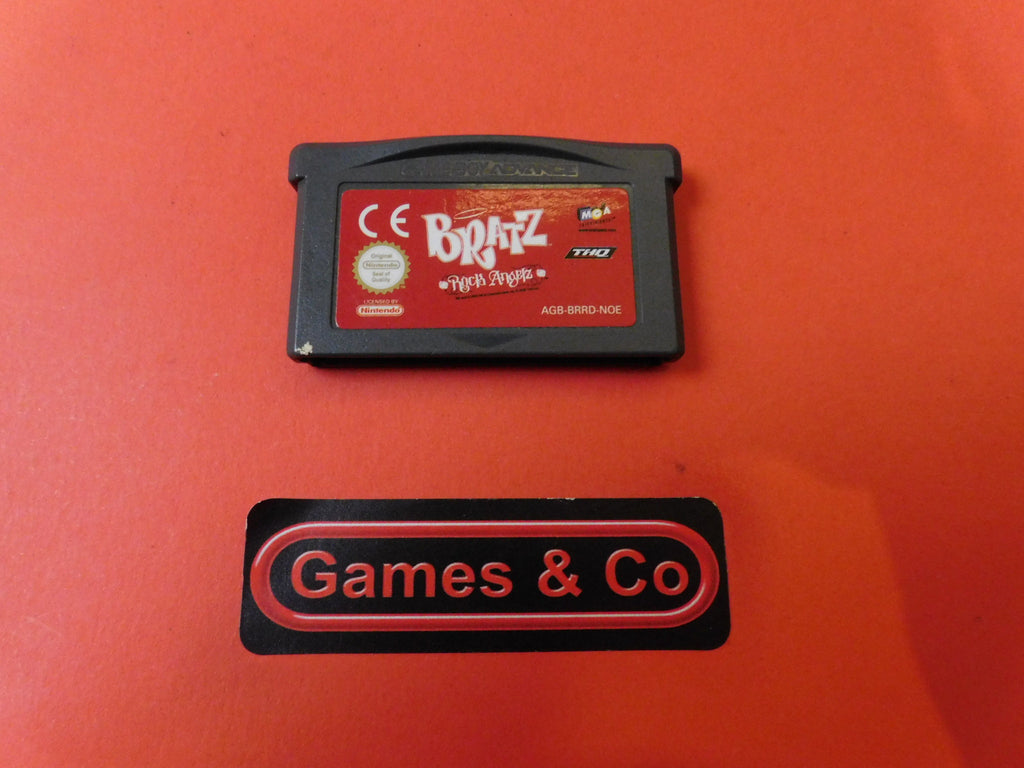 GAME BOY ADVANCE
CE
BRATZ
Rock Angelz
MGA
THQ
Original
Nintendo
Seal of
Quality
LICENSED BY
Nintendo
AGB-BRRD-NOE
Games & Co